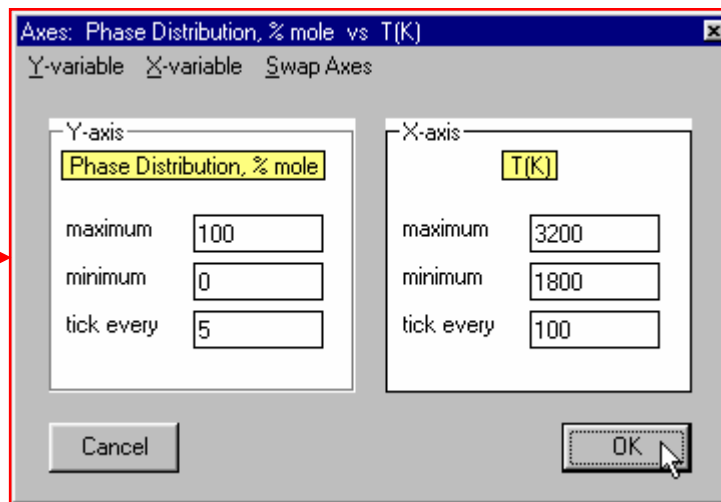 Axes: Phase Distribution, % mole vs T(K)
Y-variable X-variable Swap Axes
Y-axis
Phase Distribution, % mole
maximum 100
minimum 0
tick every 5
X-axis
T(K)
maximum 3200
minimum 1800
tick every 100
Cancel
OK